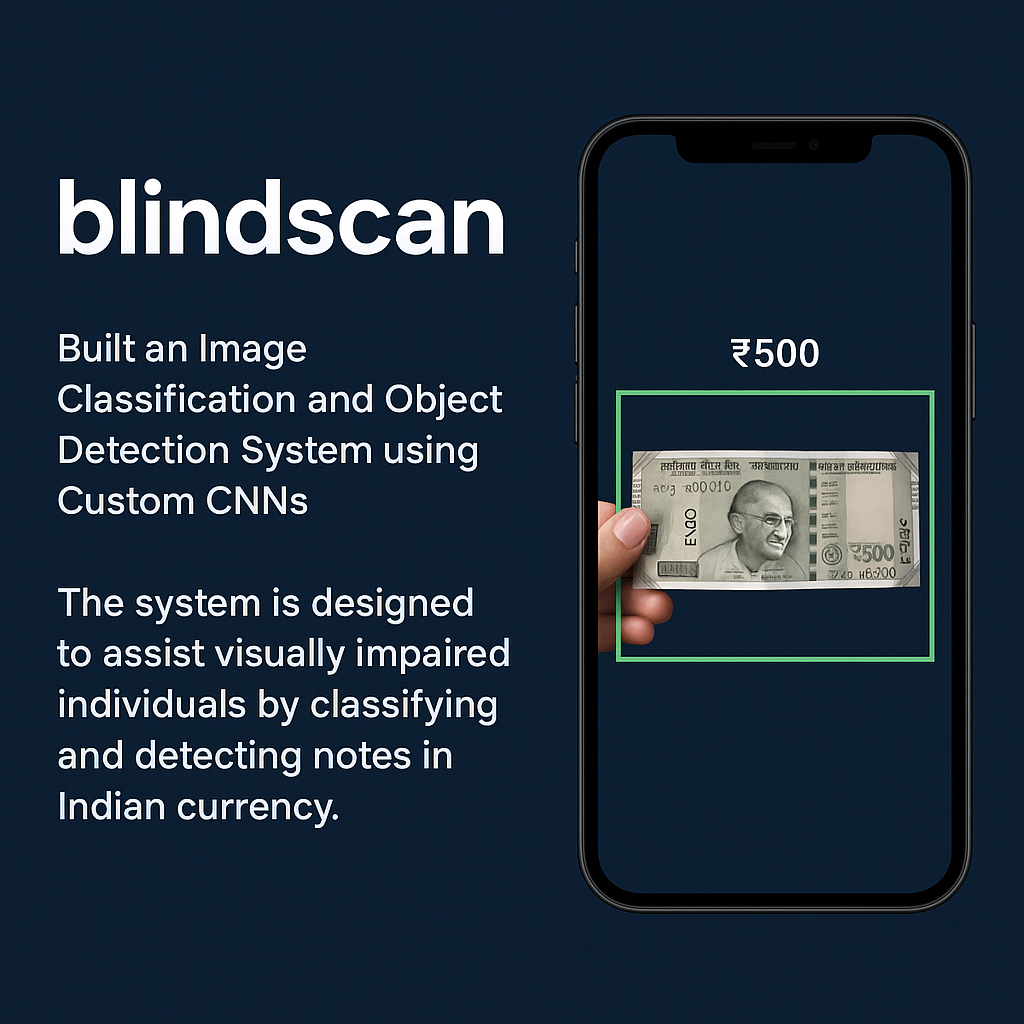 blindscan
Built an Image
Classification and Object
Detection System using
Custom CNNs
The system is designed
to assist visually impaired
individuals by classifying
and detecting notes in
Indian currency.
₹500
₹500